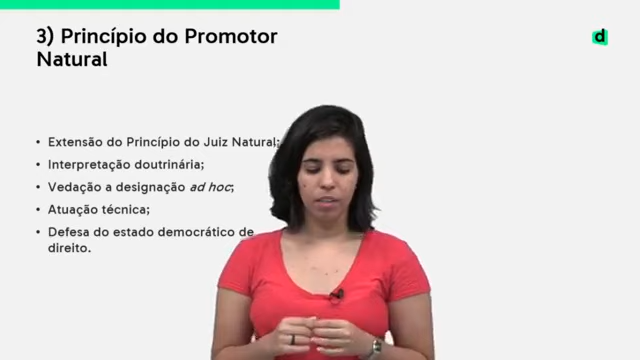 3) Princípio do Promotor
Natural
d
• Extensão do Princípio do Juiz Natural;
• Interpretação doutrinária;
• Vedação a designação ad hoc;
• Atuação técnica;
• Defesa do estado democrático de
direito.